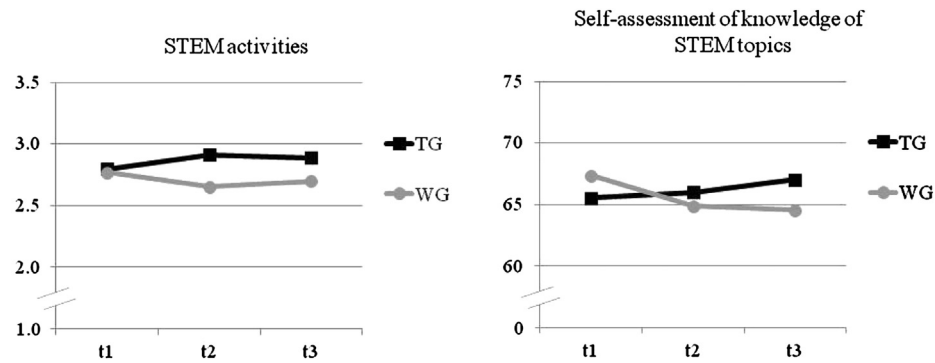 STEM activities
3.5
3.0
2.5
2.0
1.0
t1 t2 t3
TG
WG
Self-assessment of knowledge of
STEM topics
75
70
65
60
0
t1 t2 t3
TG
WG